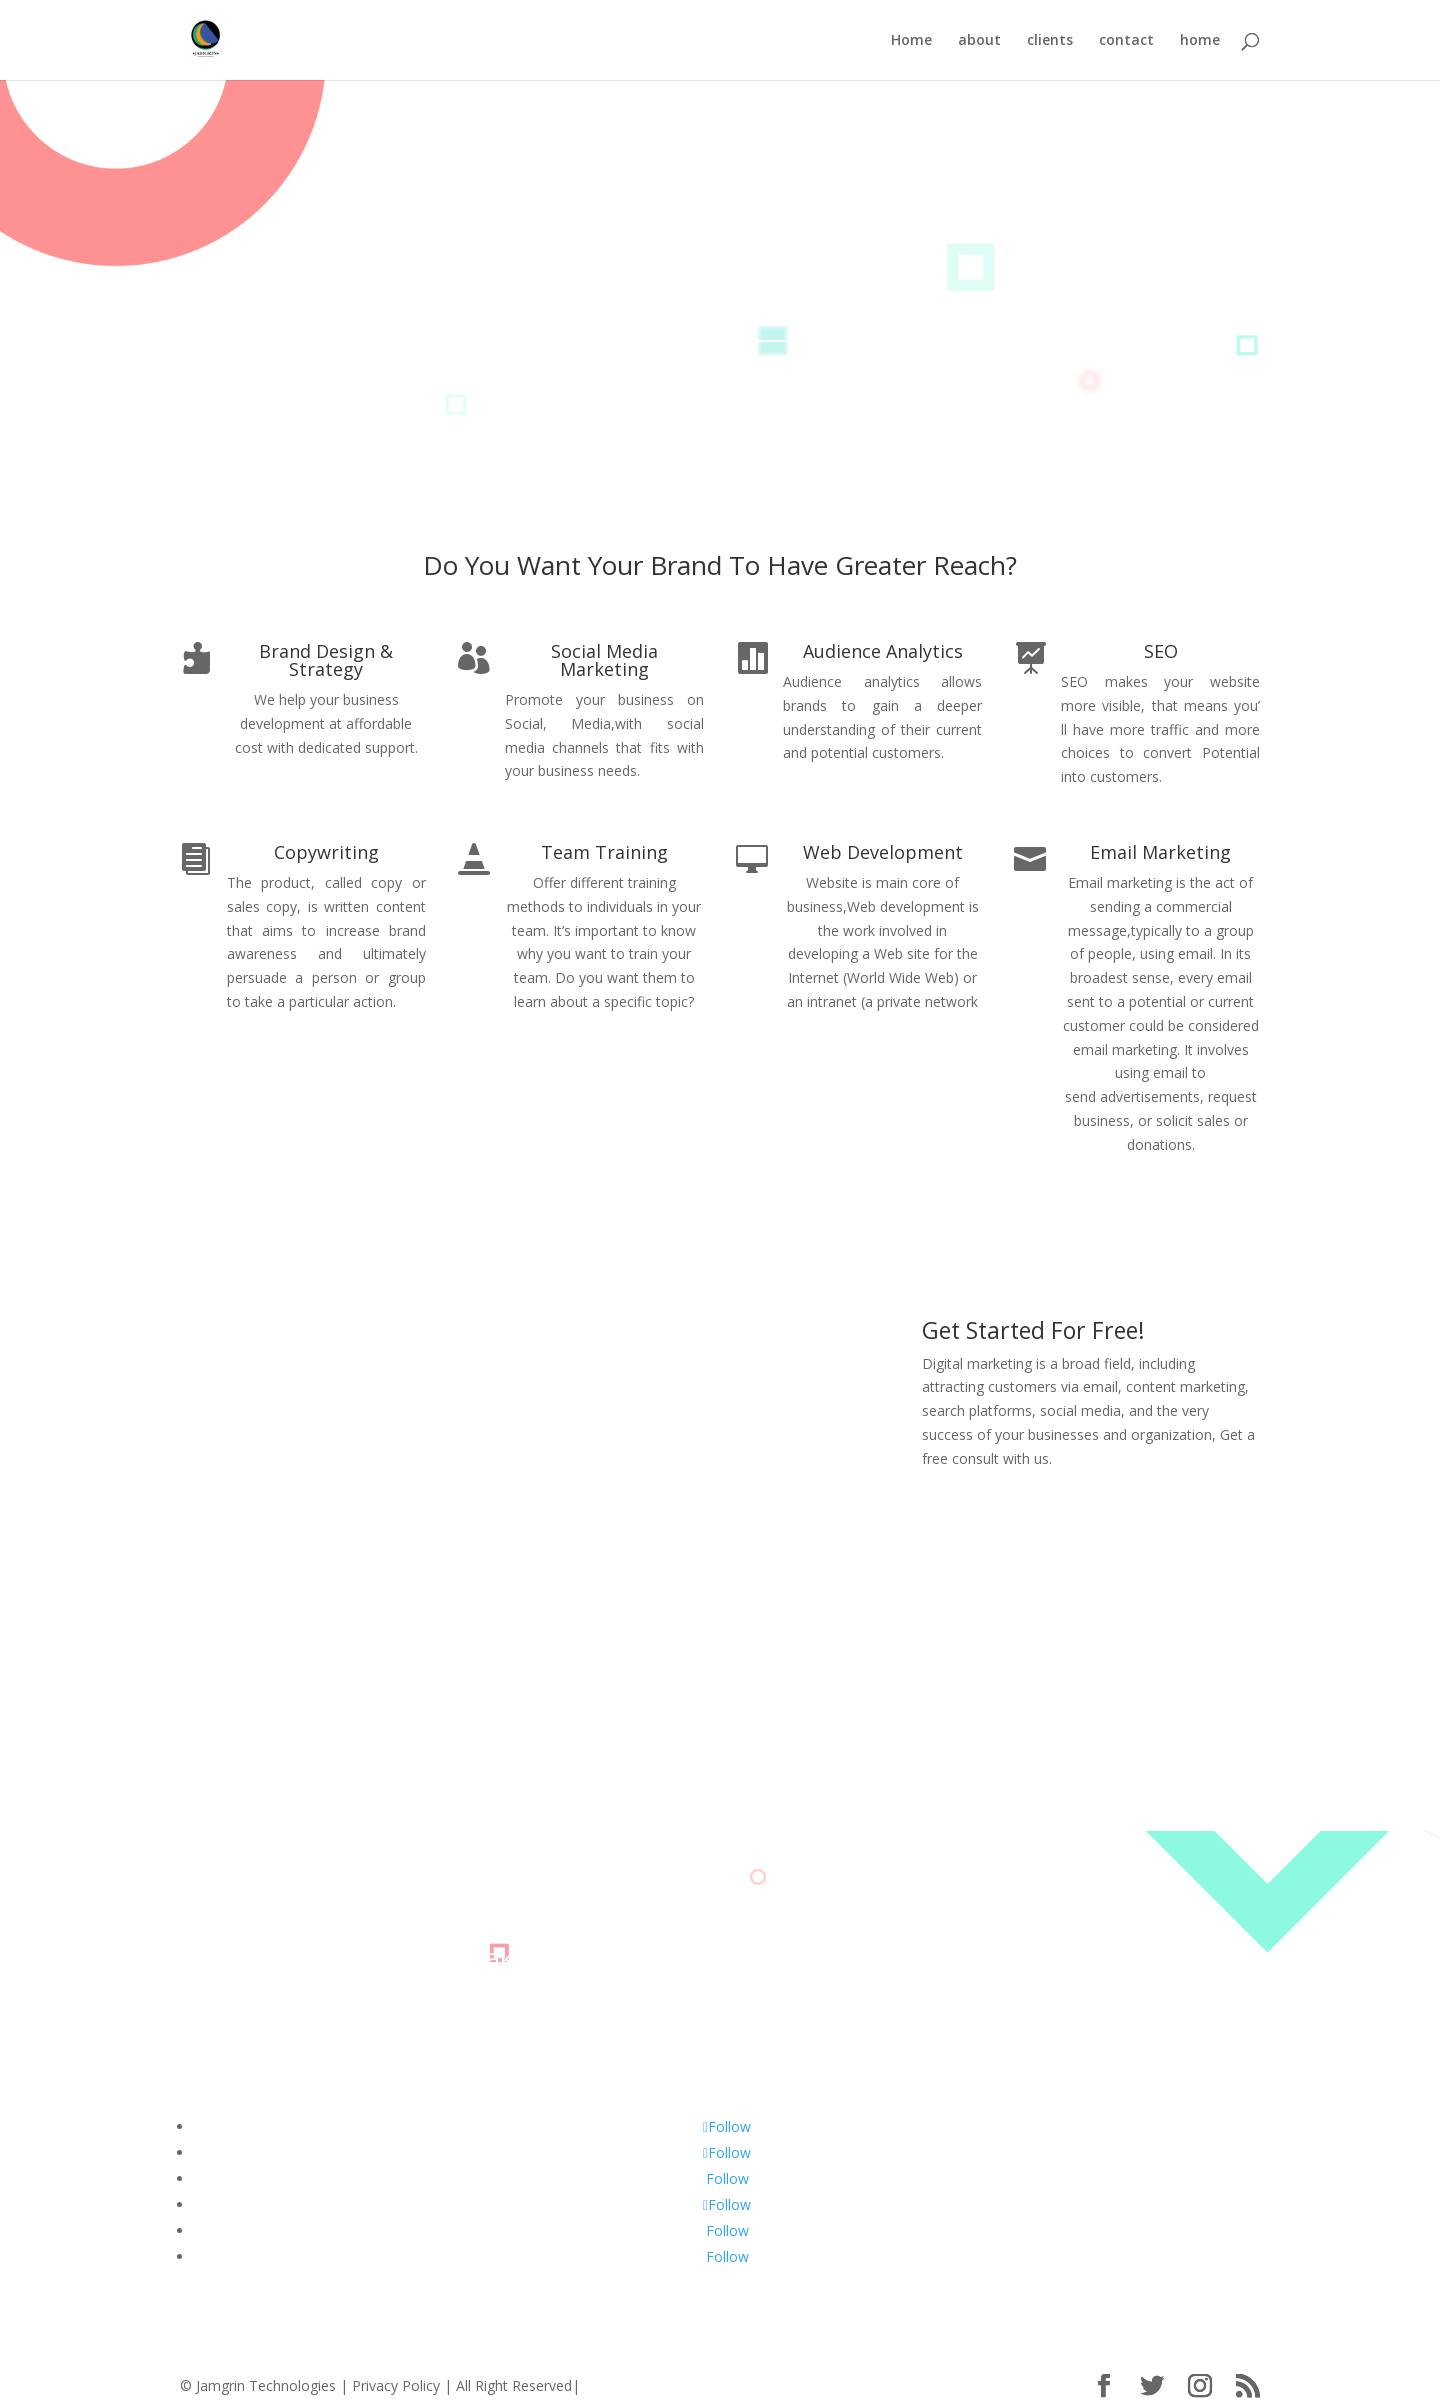 JAMGRIN
Home about clients contact home
Do You Want Your Brand To Have Greater Reach?
Brand Design &
Strategy
We help your business
development at affordable
cost with dedicated support.
Social Media
Marketing
Promote your business on
Social, Media,with social
media channels that fits with
your business needs.
Audience Analytics
Audience analytics allows
brands to gain a deeper
understanding of their current
and potential customers.
SEO
SEO makes your website
more visible, that means you’
ll have more traffic and more
choices to convert Potential
into customers.
Copywriting
The product, called copy or
sales copy, is written content
that aims to increase brand
awareness and ultimately
persuade a person or group
to take a particular action.
Team Training
Offer different training
methods to individuals in your
team. It’s important to know
why you want to train your
team. Do you want them to
learn about a specific topic?
Web Development
Website is main core of
business,Web development is
the work involved in
developing a Web site for the
Internet (World Wide Web) or
an intranet (a private network
Email Marketing
Email marketing is the act of
sending a commercial
message,typically to a group
of people, using email. In its
broadest sense, every email
sent to a potential or current
customer could be considered
email marketing. It involves
using email to
send advertisements, request
business, or solicit sales or
donations.
Get Started For Free!
Digital marketing is a broad field, including
attracting customers via email, content marketing,
search platforms, social media, and the very
success of your businesses and organization, Get a
free consult with us.
Follow
Follow
Follow
Follow
Follow
Follow
© Jamgrin Technologies | Privacy Policy | All Right Reserved|